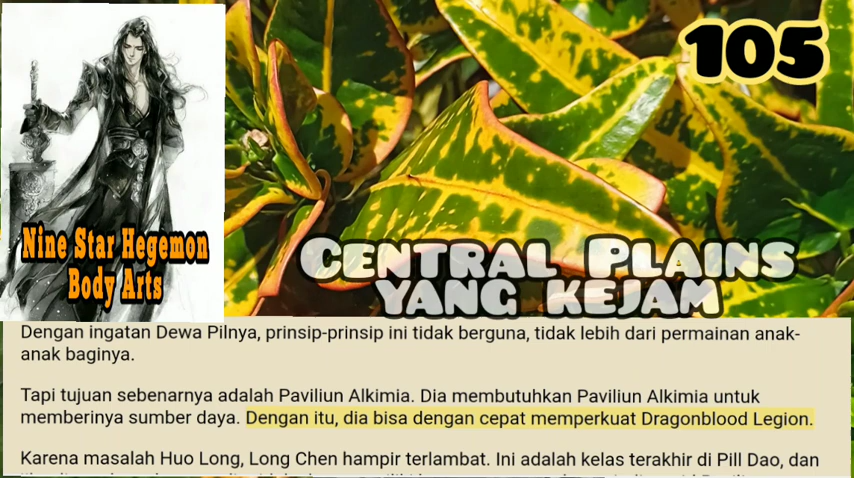 105
Nine Star Hegemon
Body Arts
Central Plains
yang kejam
Dengan ingatan Dewa Pilnya, prinsip-prinsip ini tidak berguna, tidak lebih dari permainan anak-
anak baginya.
Tapi tujuan sebenarnya adalah Paviliun Alkimia. Dia membutuhkan Paviliun Alkimia untuk
memberinya sumber daya. Dengan itu, dia bisa dengan cepat memperkuat Dragonblood Legion.
Karena masalah Huo Long, Long Chen hampir terlambat. Ini adalah kelas terakhir di Pill Dao, dan